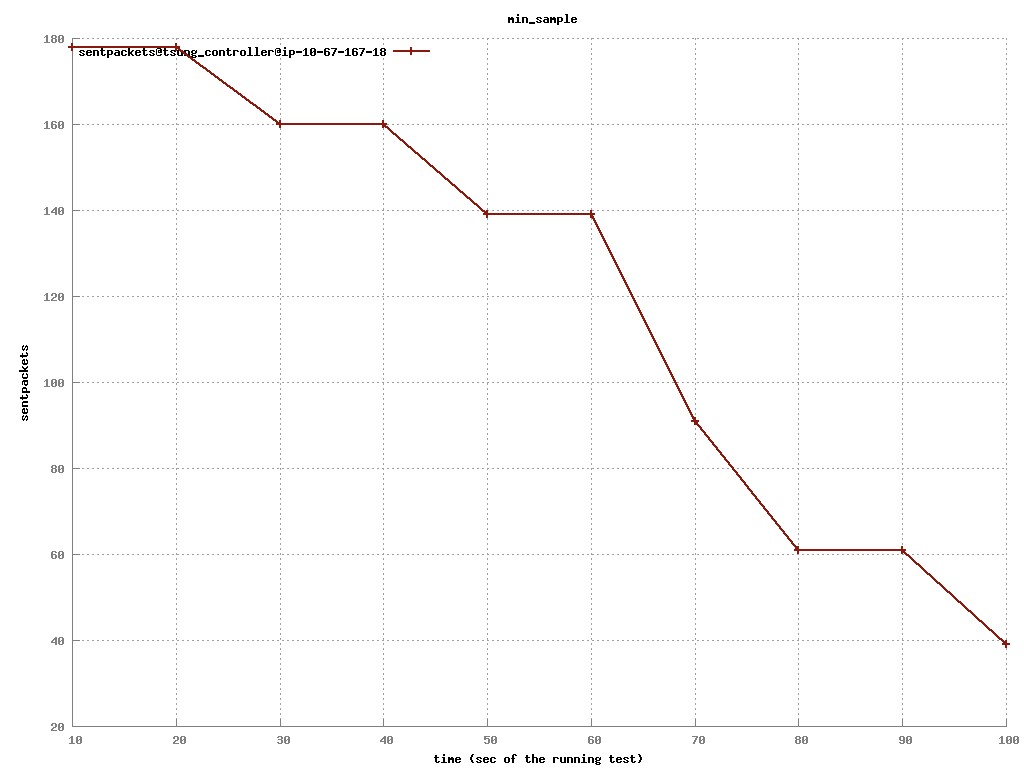 min_sample
180
sentpackets@tsung_controller@ip-10-67-167-18
160
140
120
100
80
60
40
20
sentpackets
10 20 30 40 50 60 70 80 90 100
time (sec of the running test)